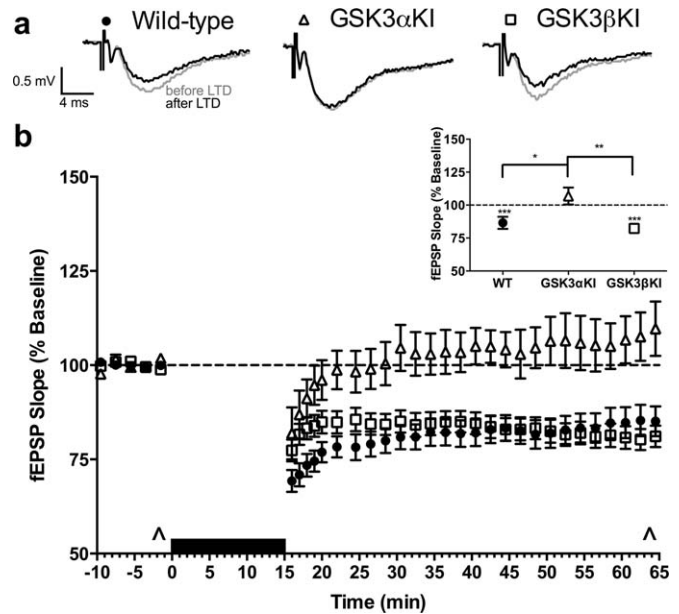 a
● Wild-type
△ GSK3αKI
□ GSK3βKI
0.5 mV
4 ms
before LTD
after LTD
b
fEPSP Slope (% Baseline)
150
125
100
75
50
-10 -5 0 5 10 15 20 25 30 35 40 45 50 55 60 65
Time (min)
^
^
fEPSP Slope (% Baseline)
150
125
100
75
50
*
**
***
***
WT
GSK3αKI
GSK3βKI